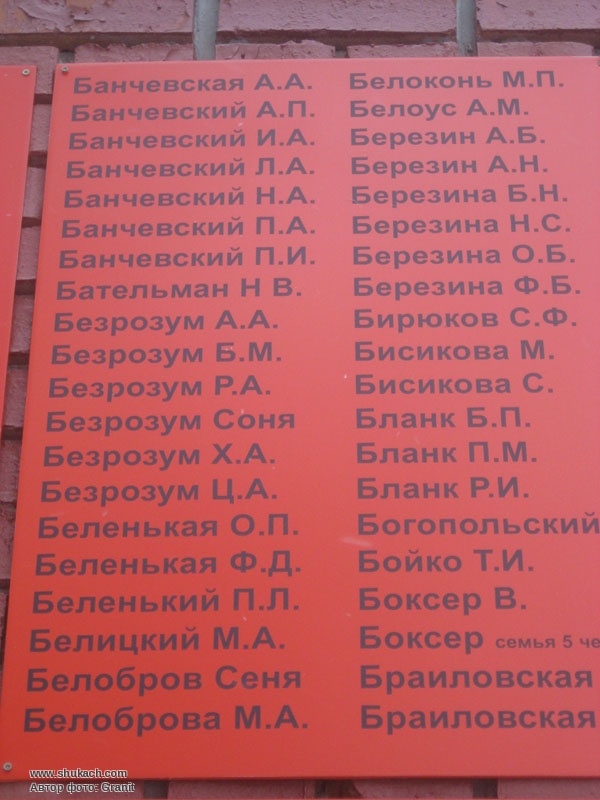 Банчевская А.А.
Банчевский А.П.
Банчевский И.А.
Банчевский Л.А.
Банчевский Н.А.
Банчевский П.А.
Банчевский П.И.
Бательман Н В.
Безрозум А.А.
Безрозум Б.М.
Безрозум Р.А.
Безрозум Соня
Безрозум Х.А.
Безрозум Ц.А.
Беленькая О.П.
Беленькая Ф.Д.
Беленький П.Л.
Белицкий М.А.
Белобров Сеня
Белоброва М.А.
Белоконь М.П.
Белоус А.М.
Березин А.Б.
Березин А.Н.
Березина Б.Н.
Березина Н.С.
Березина О.Б.
Березина Ф.Б.
Бирюков С.Ф.
Бисикова М.
Бисикова С.
Бланк Б.П.
Бланк П.М.
Бланк Р.И.
Богопольский
Бойко Т.И.
Боксер В.
Боксер семья 5 че
Браиловская
Браиловская
www.shukach.com
Автор фото: Granit